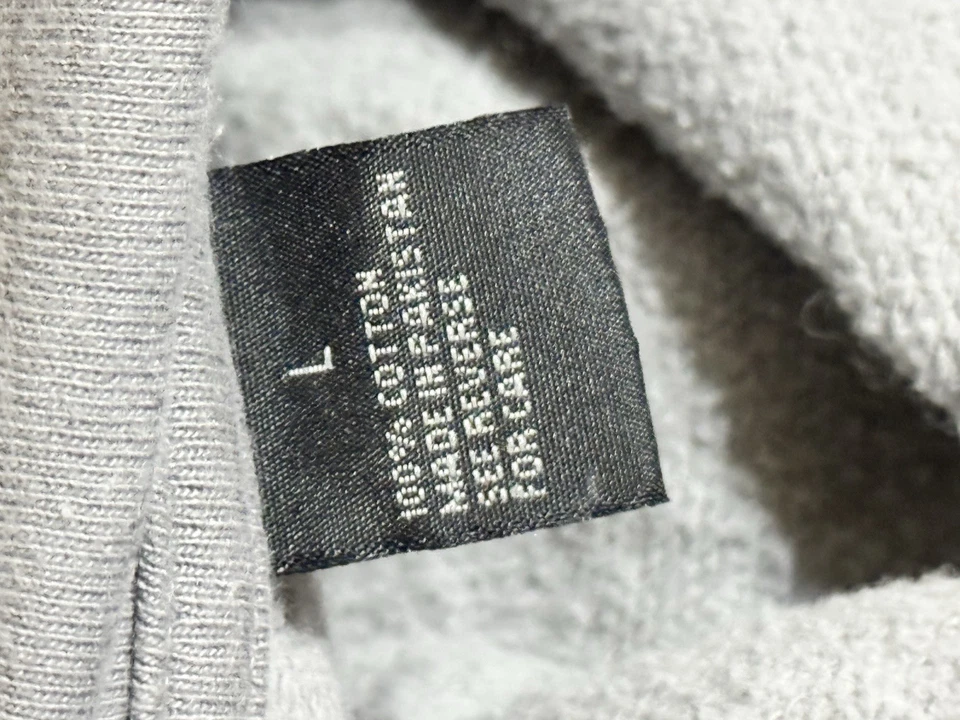 L
100% COTTON
MADE IN PAKISTAN
SEE REVERSE
FOR CARE